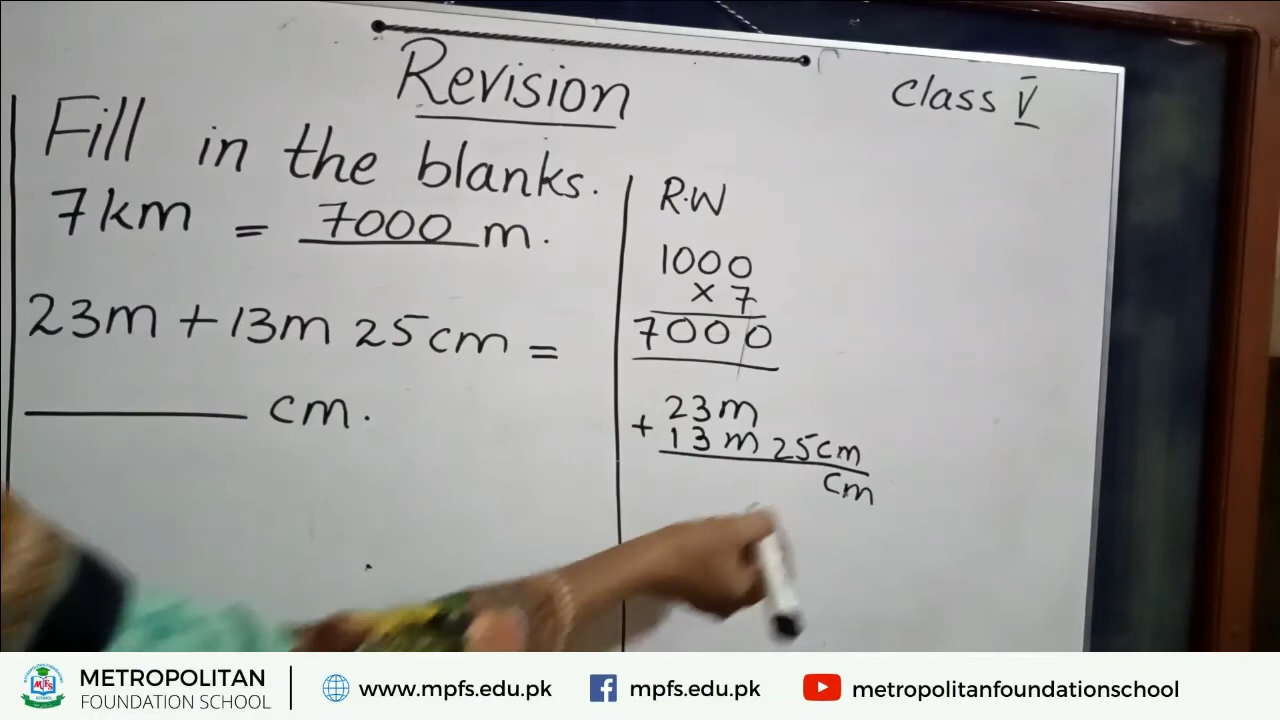 Revision
Class V
Fill in the blanks.
7km = 7000 m.
23m + 13m 25cm =
cm.
R.W
1000
× 7
7000
23m
+ 13m 25cm
cm
METROPOLITAN
FOUNDATION SCHOOL
www.mpfs.edu.pk
mpfs.edu.pk
metropolitanfoundationschool